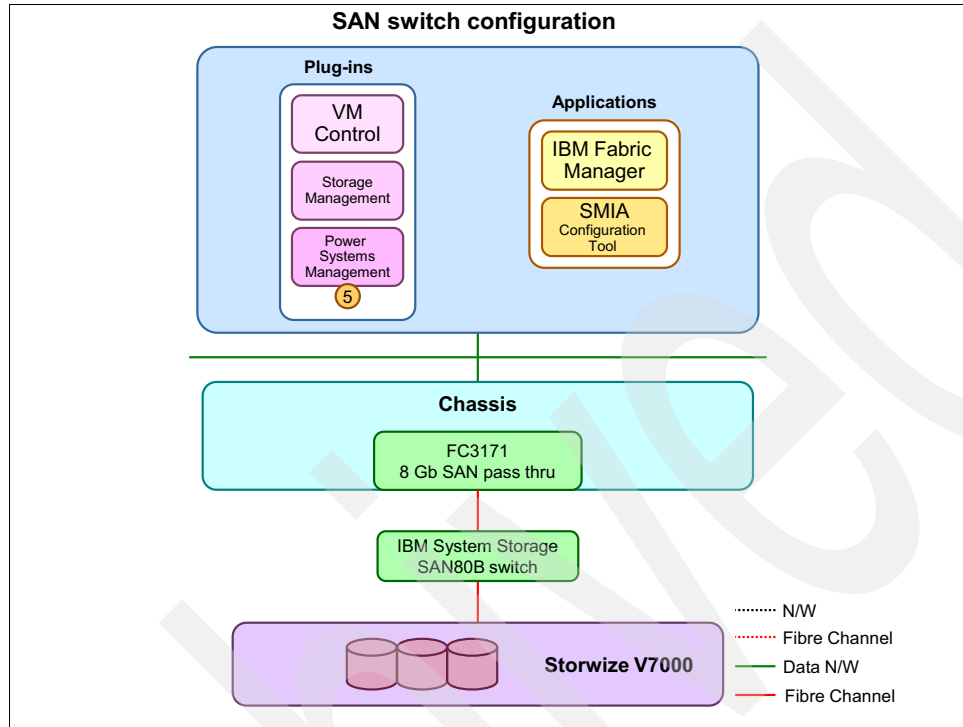 SAN switch configuration
Plug-ins
VM
Control
Storage
Management
Power
Systems
Management
5
Applications
IBM Fabric
Manager
SMIA
Configuration
Tool
Chassis
FC3171
8 Gb SAN pass thru
IBM System Storage
SAN80B switch
Storwize V7000
N/W
Fibre Channel
Data N/W
Fibre Channel